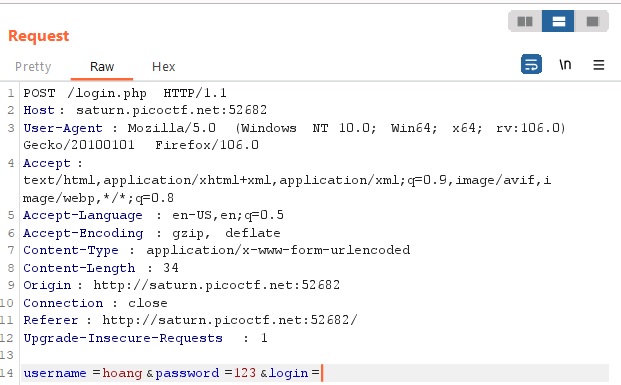 Request
Pretty Raw Hex \n
1 POST /login.php HTTP/1.1
2 Host: saturn.picoctf.net:52682
3 User-Agent : Mozilla/5.0 (Windows NT 10.0; Win64; x64; rv:106.0)
Gecko/20100101 Firefox/106.0
4 Accept :
text/html,application/xhtml+xml,application/xml;q=0.9,image/avif,i
mage/webp,*/*;q=0.8
5 Accept-Language : en-US,en;q=0.5
6 Accept-Encoding : gzip, deflate
7 Content-Type : application/x-www-form-urlencoded
8 Content-Length : 34
9 Origin : http://saturn.picoctf.net:52682
10 Connection : close
11 Referer : http://saturn.picoctf.net:52682/
12 Upgrade-Insecure-Requests : 1
13
14 username =hoang &password =123 &login =